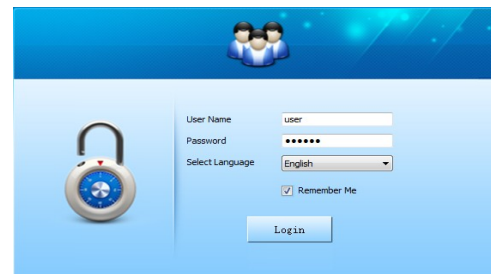 User Name user
Password ●●●●●●
Select Language English
Remember Me
Login